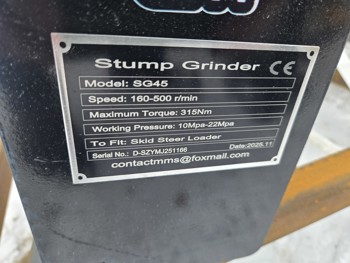 Stump Grinder CE
Model: SG45
Speed: 160-500 r/min
Maximum Torque: 315Nm
Working Pressure: 10Mpa-22Mpa
To Fit: Skid Steer Loader
Serial No.: D-SZYMJ251166 Date:2025.11
contactmms@foxmail.com